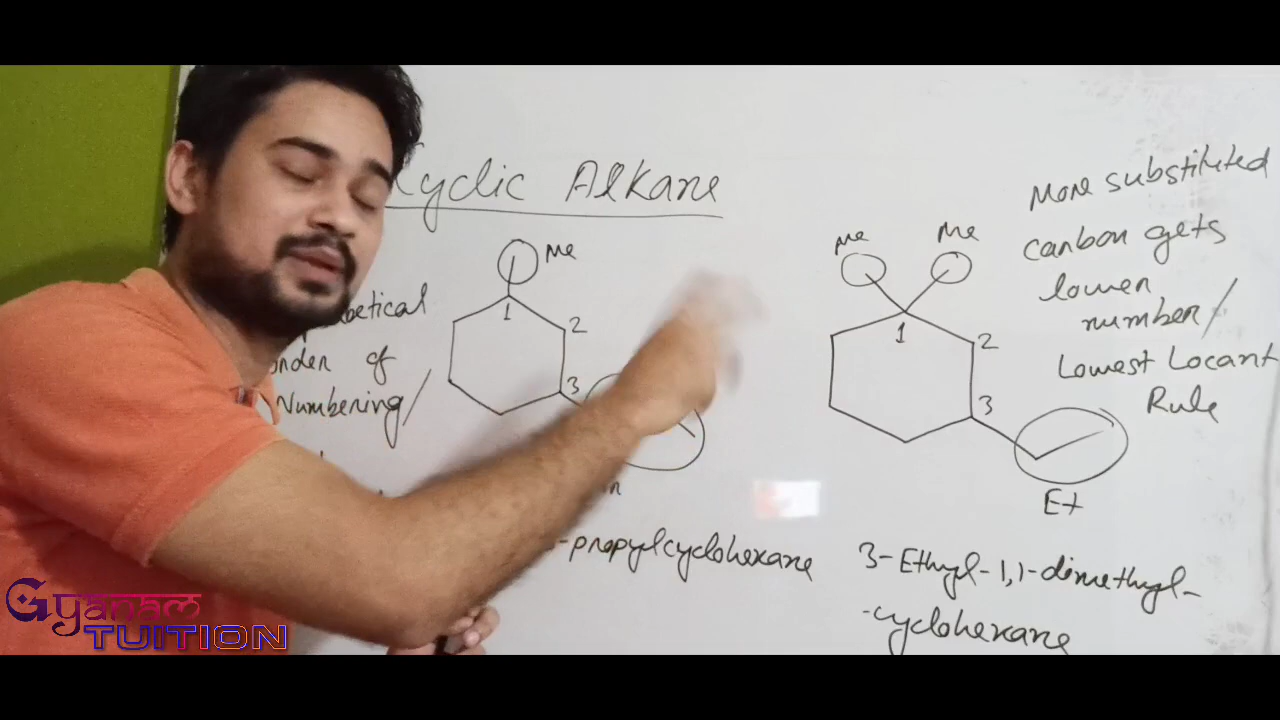 Cyclic Alkane
Me
1
2
3
order of
Numbering/
-propylcyclohexane
Me
Me
1
2
3
Et
3-Ethyl-1,1-dimethyl-
-cyclohexane
More substituted
carbon gets
lower
number/
Lowest Locant
Rule
Gyanam
TUITION